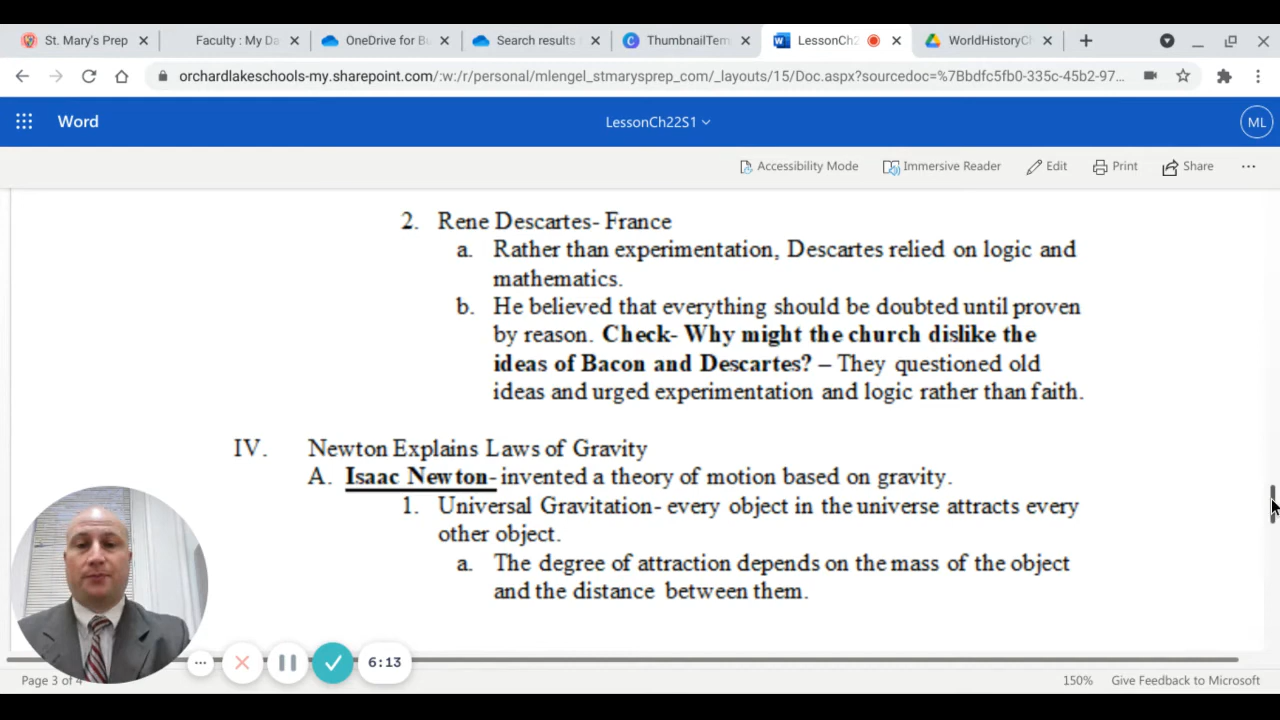 St. Mary's Prep
Faculty : My Da
OneDrive for Bu
Search results
ThumbnailTem
LessonCh2
WorldHistoryC
orchardlakeschools-my.sharepoint.com/:w:/r/personal/mlengel_stmarysprep_com/_layouts/15/Doc.aspx?sourcedoc=%7Bbdfc5fb0-335c-45b2-97...
Word
LessonCh22S1
ML
Accessibility Mode
Immersive Reader
Edit
Print
Share
2. Rene Descartes- France
a. Rather than experimentation, Descartes relied on logic and
mathematics.
b. He believed that everything should be doubted until proven
by reason. Check- Why might the church dislike the
ideas of Bacon and Descartes? – They questioned old
ideas and urged experimentation and logic rather than faith.
IV. Newton Explains Laws of Gravity
A. Isaac Newton- invented a theory of motion based on gravity.
1. Universal Gravitation- every object in the universe attracts every
other object.
a. The degree of attraction depends on the mass of the object
and the distance between them.
6:13
Page 3 of 4
150%
Give Feedback to Microsoft